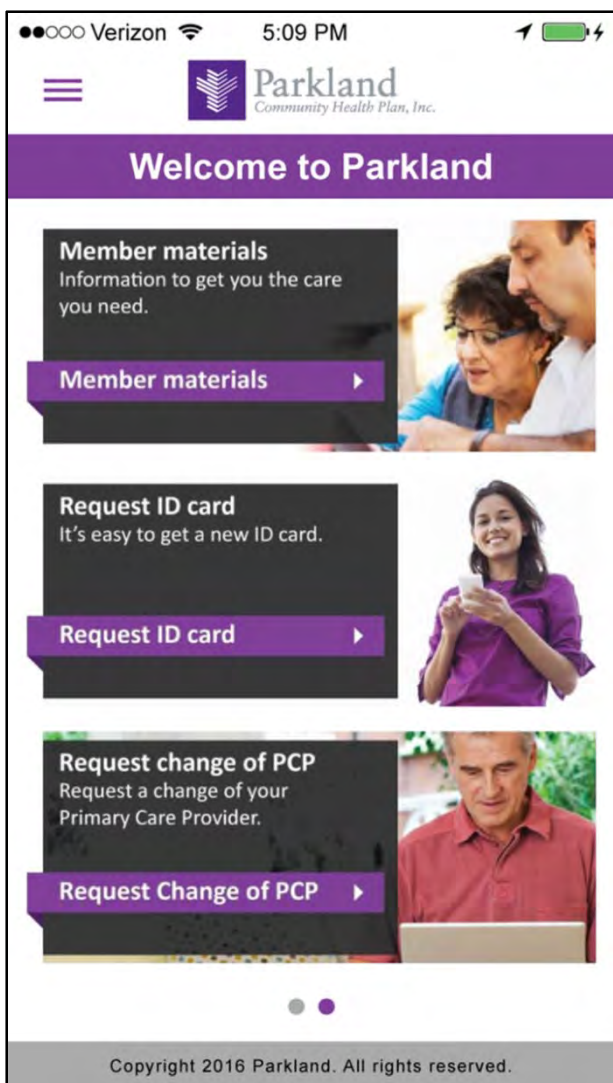 Verizon 5:09 PM
Parkland
Community Health Plan, Inc.
Welcome to Parkland
Member materials
Information to get you the care
you need.
Member materials
Request ID card
It's easy to get a new ID card.
Request ID card
Request change of PCP
Request a change of your
Primary Care Provider.
Request Change of PCP
Copyright 2016 Parkland. All rights reserved.